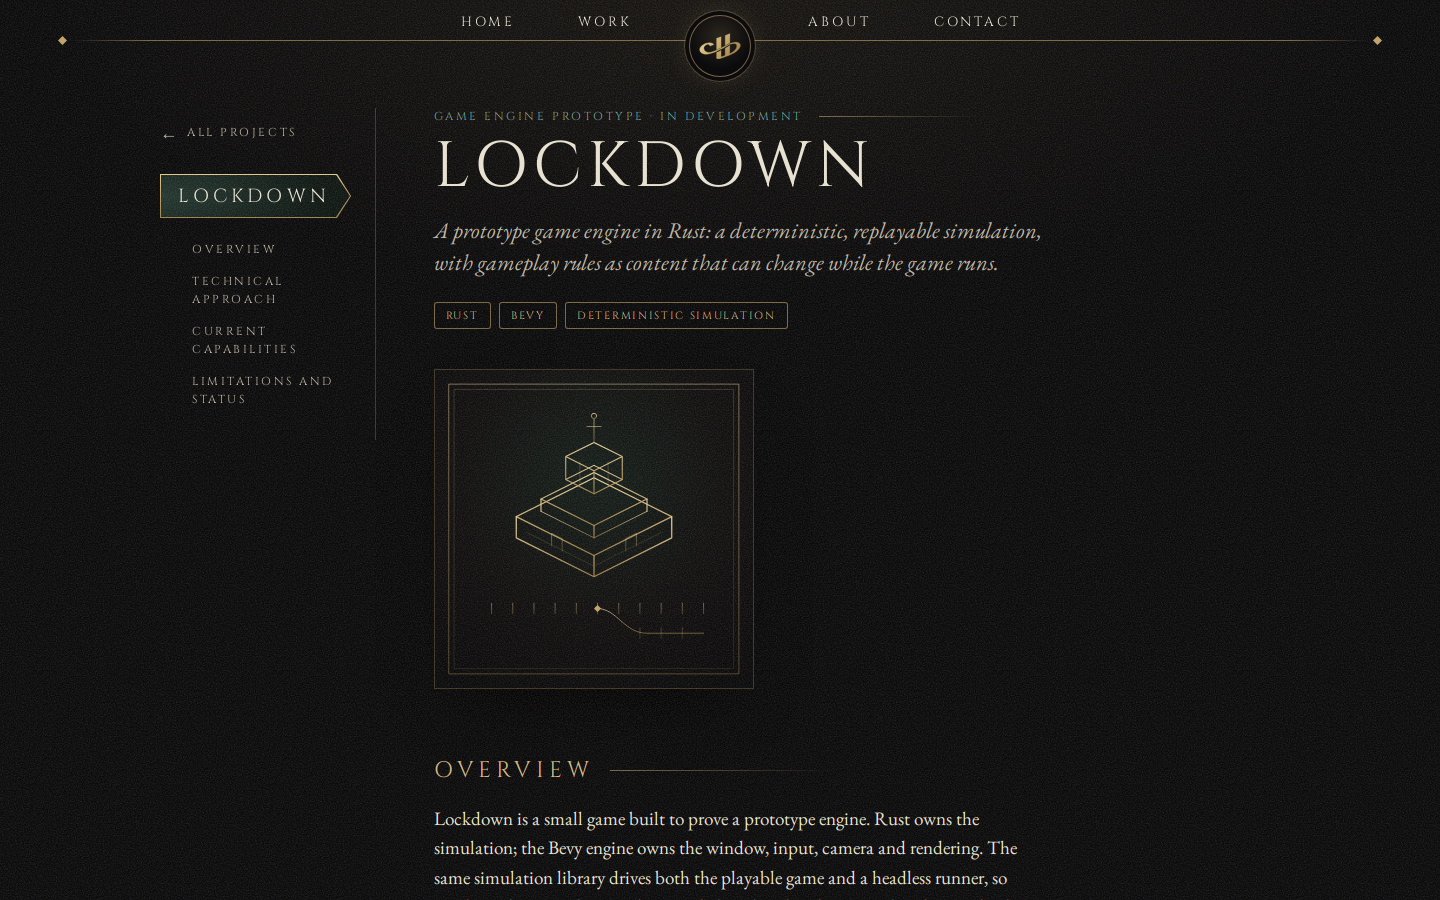 HOME
WORK
ABOUT
CONTACT
← ALL PROJECTS
LOCKDOWN
OVERVIEW
TECHNICAL
APPROACH
CURRENT
CAPABILITIES
LIMITATIONS AND
STATUS
GAME ENGINE PROTOTYPE · IN DEVELOPMENT
LOCKDOWN
A prototype game engine in Rust: a deterministic, replayable simulation,
with gameplay rules as content that can change while the game runs.
RUST
BEVY
DETERMINISTIC SIMULATION
OVERVIEW
Lockdown is a small game built to prove a prototype engine. Rust owns the
simulation; the Bevy engine owns the window, input, camera and rendering. The
same simulation library drives both the playable game and a headless runner, so